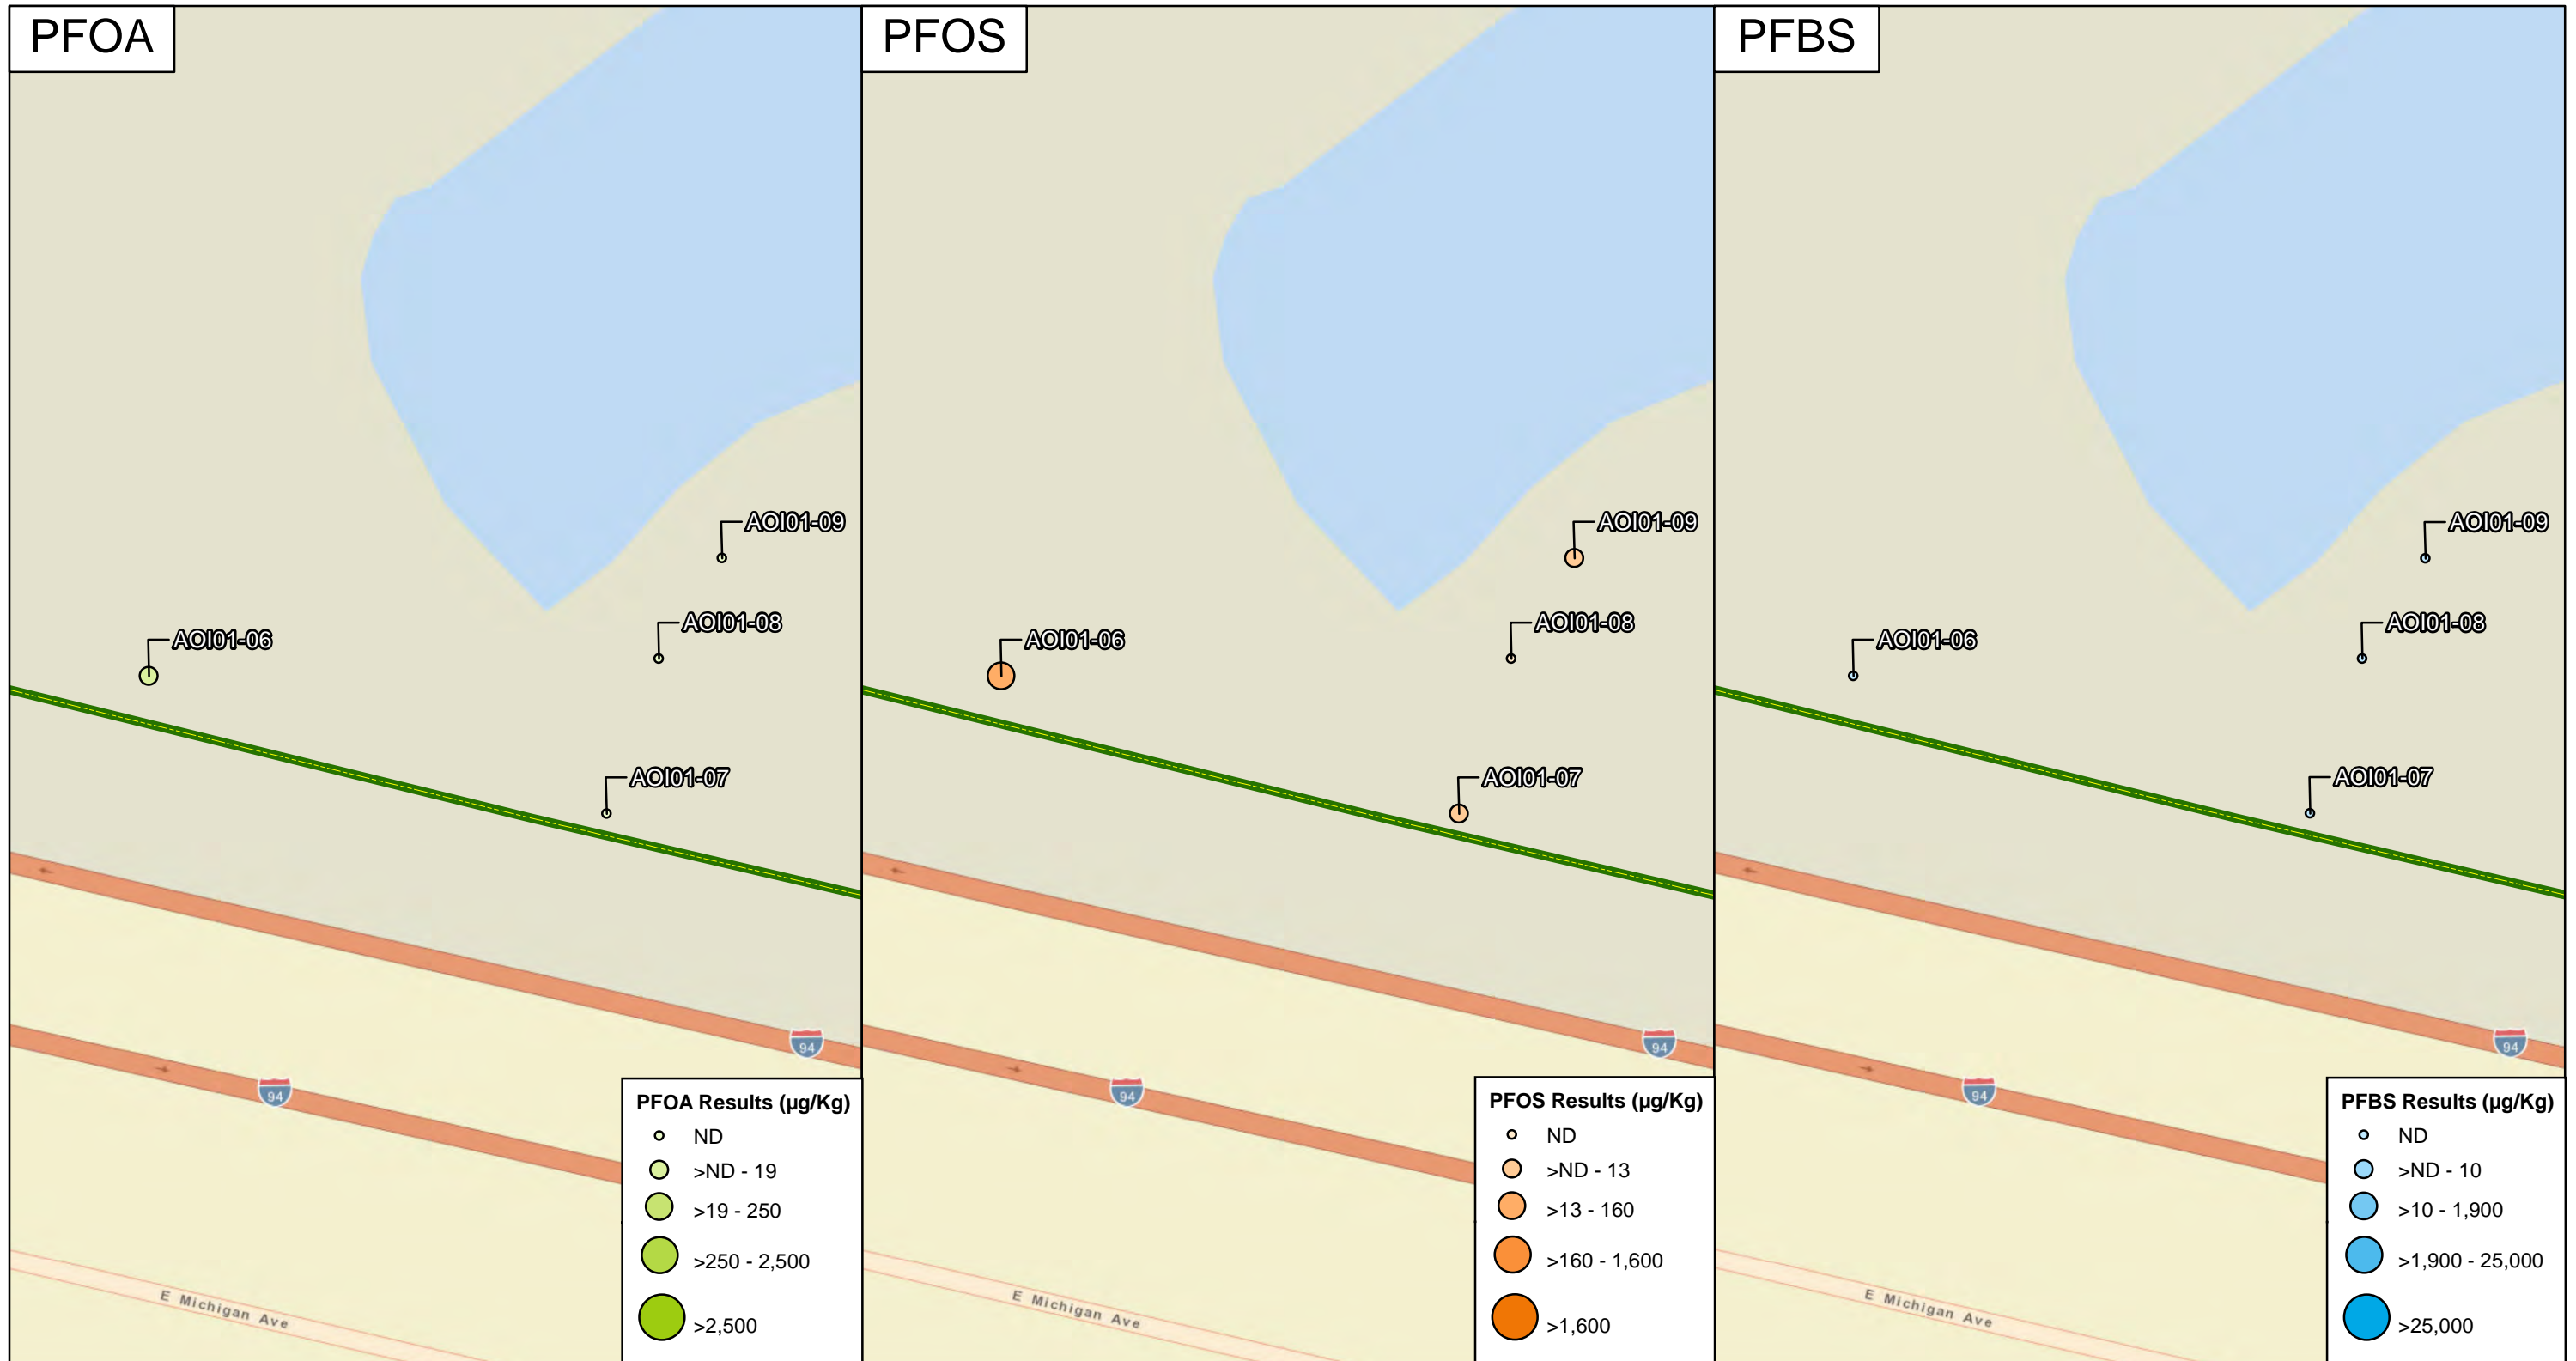 PFOA
AOI01-09
AOI01-08
AOI01-06
AOI01-07
94
94
E Michigan Ave
PFOA Results (µg/Kg)
ND
>ND - 19
>19 - 250
>250 - 2,500
>2,500
PFOS
AOI01-09
AOI01-08
AOI01-06
AOI01-07
94
94
E Michigan Ave
PFOS Results (µg/Kg)
ND
>ND - 13
>13 - 160
>160 - 1,600
>1,600
PFBS
AOI01-09
AOI01-08
AOI01-06
AOI01-07
94
94
E Michigan Ave
PFBS Results (µg/Kg)
ND
>ND - 10
>10 - 1,900
>1,900 - 25,000
>25,000